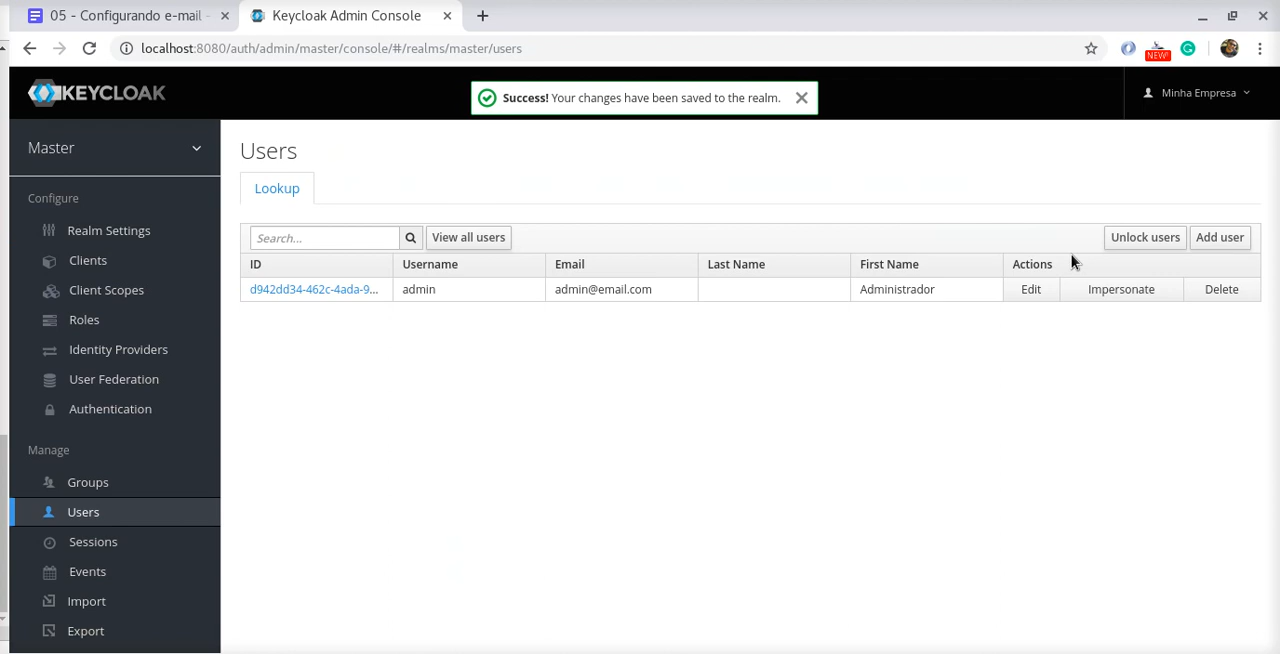 05 - Configurando e-mail -
Keycloak Admin Console
localhost:8080/auth/admin/master/console/#/realms/master/users
NEW!
KEYCLOAK
Success! Your changes have been saved to the realm.
Minha Empresa
Master
Users
Lookup
Configure
Realm Settings
Clients
Client Scopes
Roles
Identity Providers
User Federation
Authentication
Manage
Groups
Users
Sessions
Events
Import
Export
Search...
View all users
Unlock users
Add user
ID Username Email Last Name First Name Actions
d942dd34-462c-4ada-9... admin admin@email.com Administrador Edit Impersonate Delete